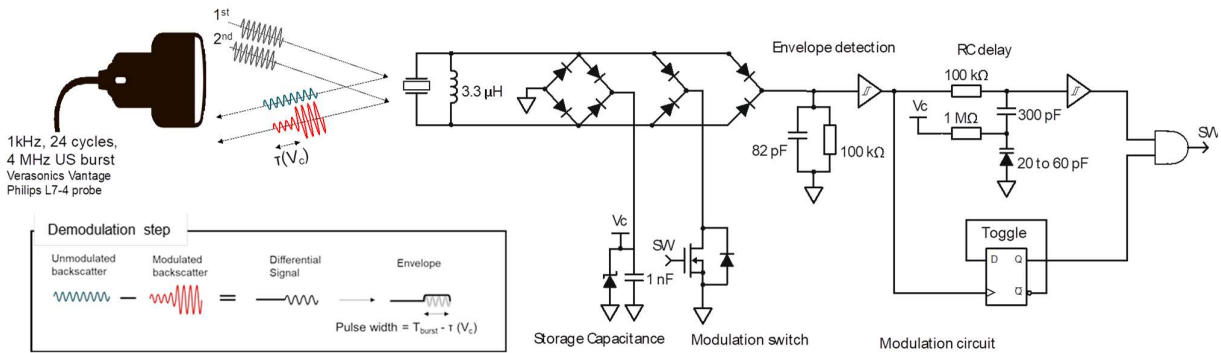 1st
2nd
τ(Vc)
1kHz, 24 cycles,
4 MHz US burst
Verasonics Vantage
Philips L7-4 probe
3.3 μH
Envelope detection
82 pF
100 kΩ
RC delay
100 kΩ
Vc
1 MΩ
300 pF
20 to 60 pF
SW
Toggle
D Q
Q
Modulation circuit
Vc
1 nF
Storage Capacitance
SW
Modulation switch
Demodulation step
Unmodulated
backscatter
Modulated
backscatter
Differential
Signal
Envelope
Pulse width = Tburst - τ (Vc)